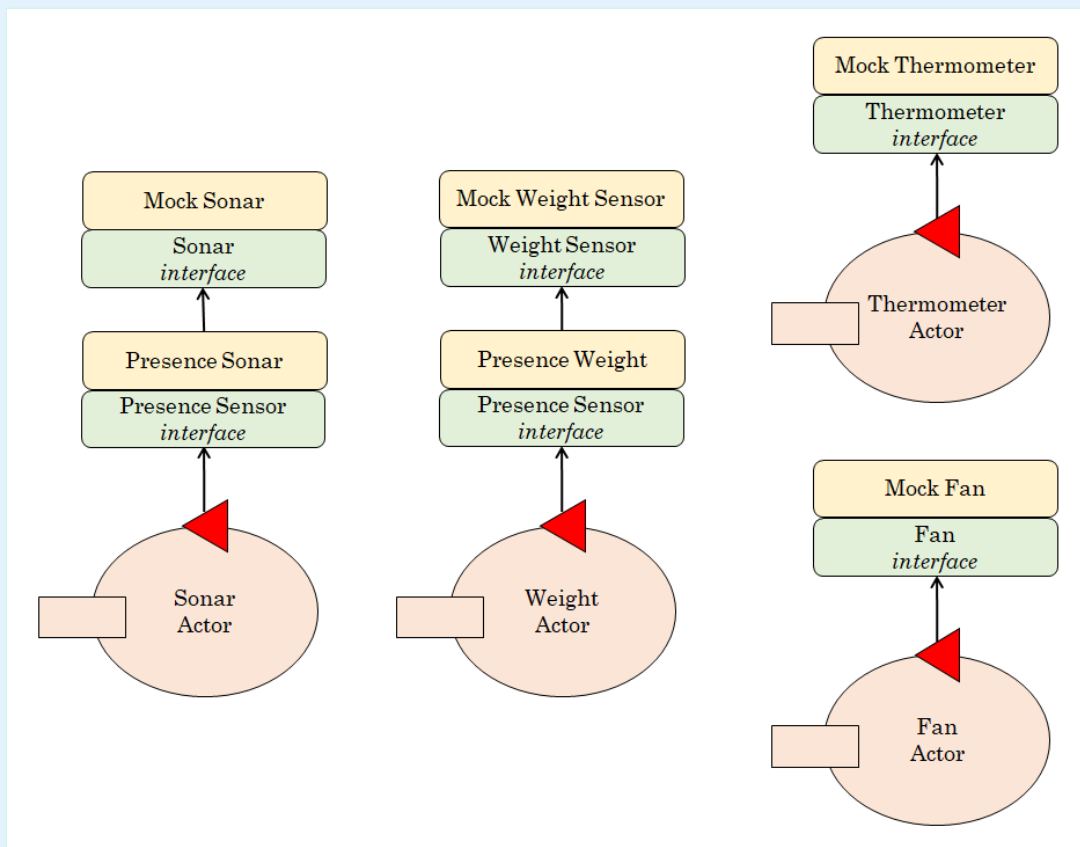 Mock Sonar
Sonar
interface
Presence Sonar
Presence Sensor
interface
Sonar
Actor
Mock Weight Sensor
Weight Sensor
interface
Presence Weight
Presence Sensor
interface
Weight
Actor
Mock Thermometer
Thermometer
interface
Thermometer
Actor
Mock Fan
Fan
interface
Fan
Actor